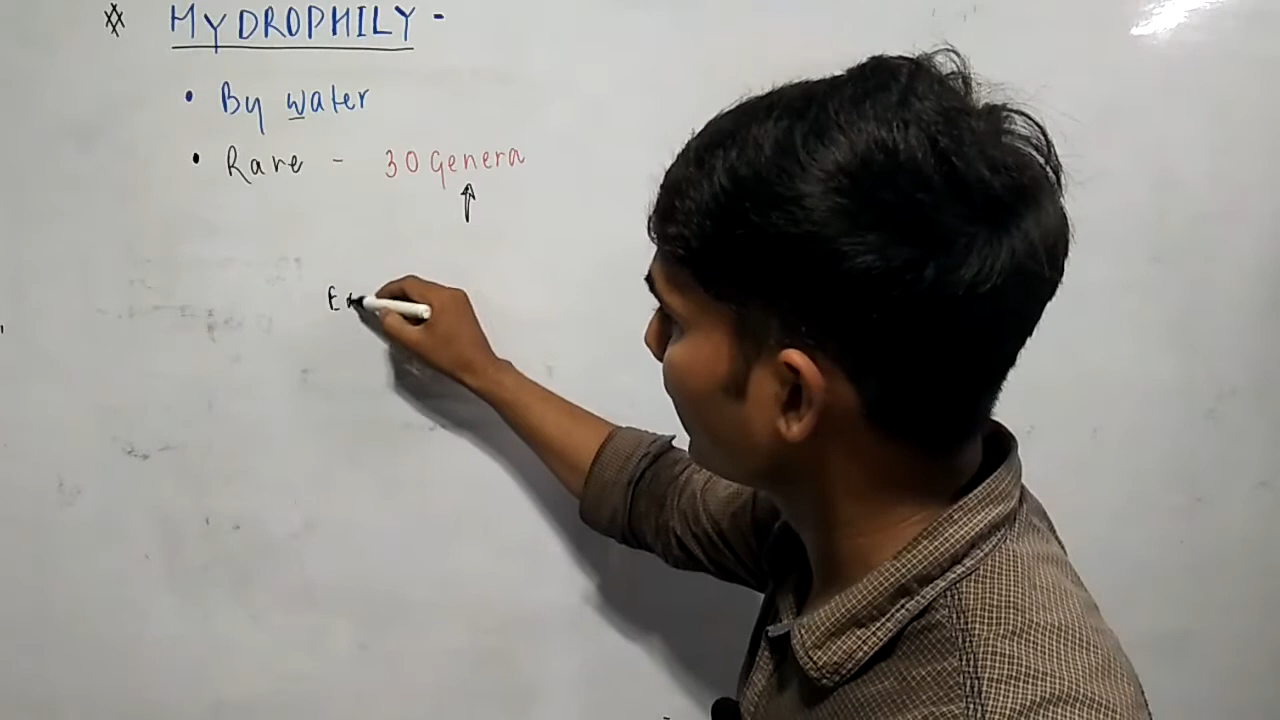 ※ HYDROPHILY -
• By water
• Rare - 30 Genera
↑